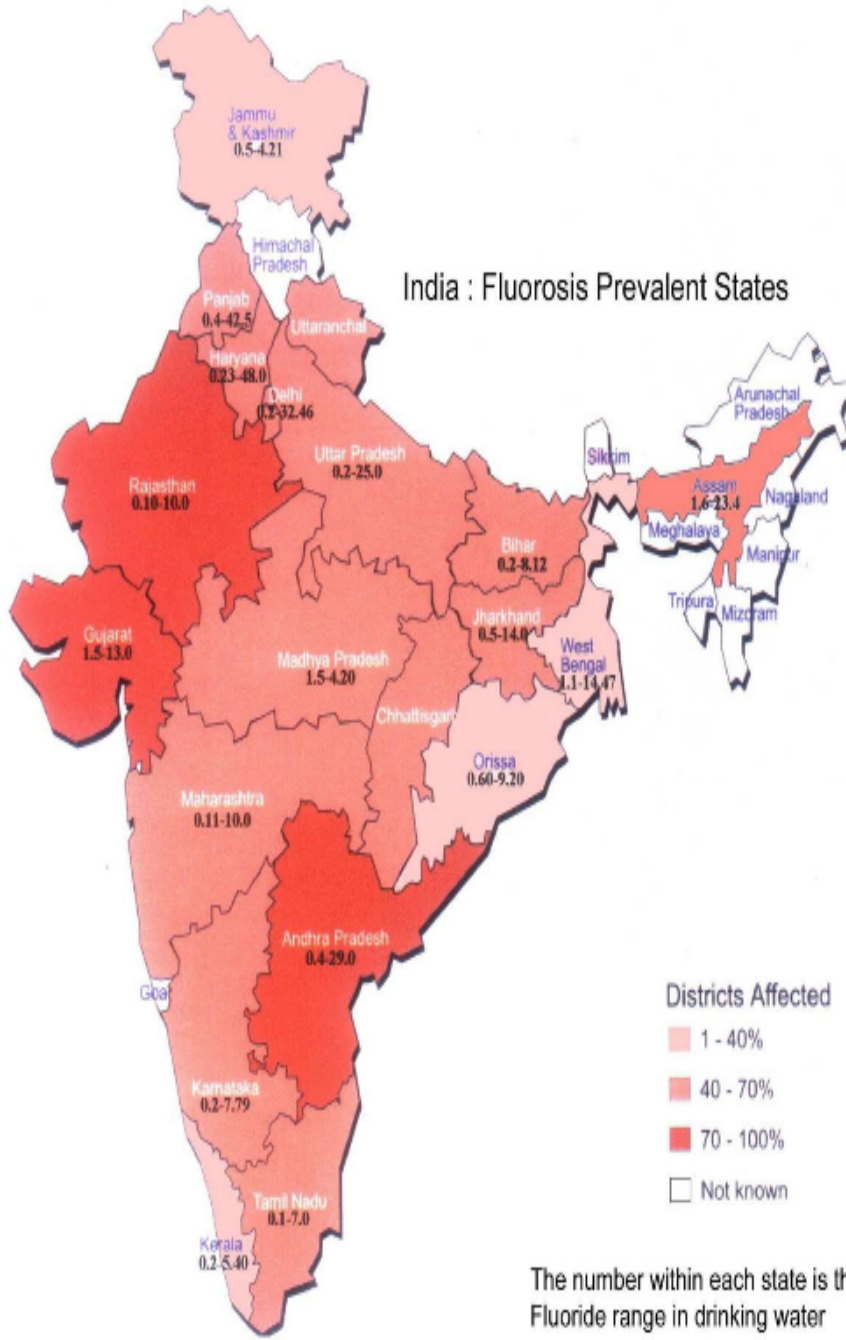 Jammu
& Kashmir
0.5-4.21
Himachal
Pradesh
India : Fluorosis Prevalent States
Panjab
0.4-42.5
Uttaranchal
Haryana
0.23-48.0
Delhi
0.2-32.46
Arunachal
Pradesh
Uttar Pradesh
0.2-25.0
Sikkim
Rajasthan
0.10-10.0
Assam
1.6-23.4
Nagaland
Bihar
0.2-8.12
Meghalaya
Manipur
Tripura
Mizoram
Jharkhand
0.5-14.0
Gujarat
1.5-13.0
Madhya Pradesh
1.5-4.20
West
Bengal
1.1-14.47
Chhattisgarh
Orissa
0.60-9.20
Maharashtra
0.11-10.0
Andhra Pradesh
0.4-29.0
Goa
Karnataka
0.2-7.79
Tamil Nadu
0.1-7.0
Kerala
0.2-5.40
Districts Affected
1 - 40%
40 - 70%
70 - 100%
Not known
The number within each state is th
Fluoride range in drinking water